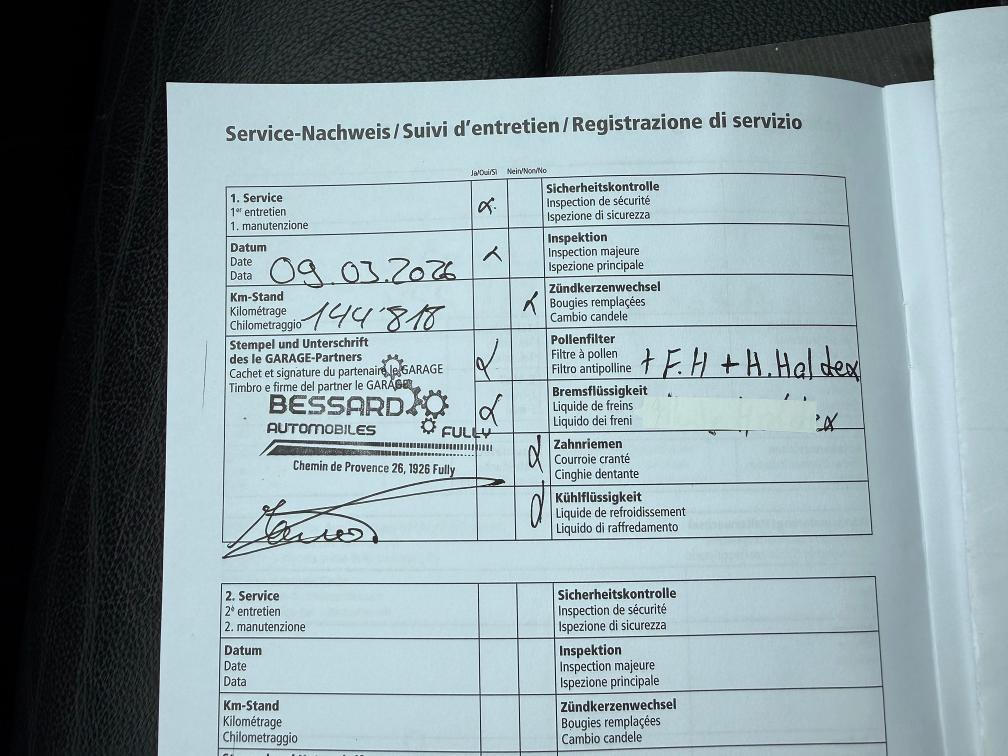 Service-Nachweis/Suivi d'entretien/Registrazione di servizio
Ja/Oui/Sì Nein/Non/No
1. Service
1er entretien
1. manutenzione
Sicherheitskontrolle
Inspection de sécurité
Ispezione di sicurezza
Datum
Date
Data 09.03.2026
Inspektion
Inspection majeure
Ispezione principale
Km-Stand
Kilométrage
Chilometraggio 144'818
Zündkerzenwechsel
Bougies remplaçées
Cambio candele
Stempel und Unterschrift
des le GARAGE-Partners
Cachet et signature du partenaire le GARAGE
Timbro e firma del partner le GARAGE
BESSARD
AUTOMOBILES FULLY
Chemin de Provence 26, 1926 Fully
Pollenfilter
Filtre à pollen
Filtro antipolline + F.H + H.Haldex
Bremsflüssigkeit
Liquide de freins
Liquido dei freni
Zahnriemen
Courroie cranté
Cinghie dentante
Kühlflüssigkeit
Liquide de refroidissement
Liquido di raffredamento
2. Service
2e entretien
2. manutenzione
Sicherheitskontrolle
Inspection de sécurité
Ispezione di sicurezza
Datum
Date
Data
Inspektion
Inspection majeure
Ispezione principale
Km-Stand
Kilométrage
Chilometraggio
Zündkerzenwechsel
Bougies remplaçées
Cambio candele